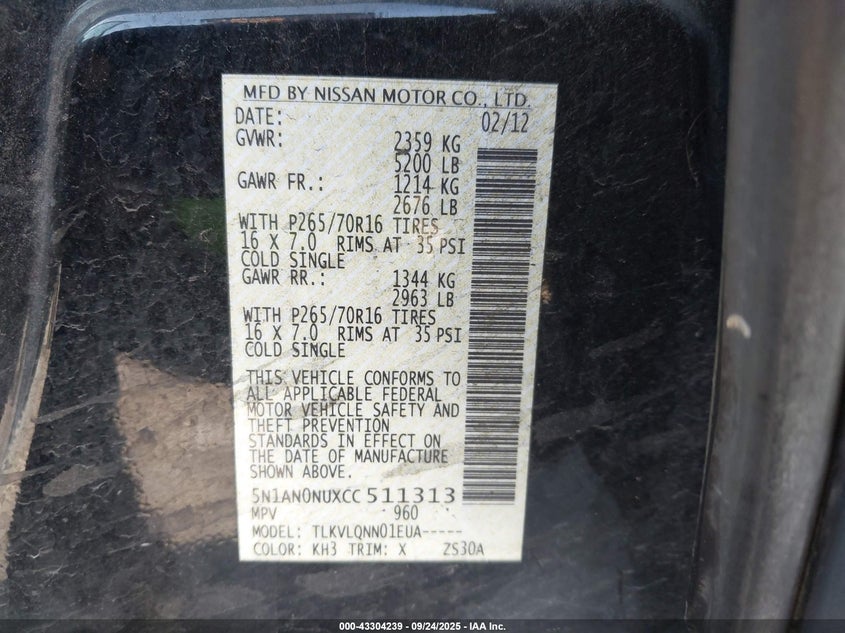 MFD BY NISSAN MOTOR CO., LTD.
DATE: 02/12
GVWR: 2359 KG
5200 LB
GAWR FR.: 1214 KG
2676 LB
WITH P265/70R16 TIRES
16 X 7.0 RIMS AT 35 PSI
COLD SINGLE
GAWR RR.: 1344 KG
2963 LB
WITH P265/70R16 TIRES
16 X 7.0 RIMS AT 35 PSI
COLD SINGLE
THIS VEHICLE CONFORMS TO
ALL APPLICABLE FEDERAL
MOTOR VEHICLE SAFETY AND
THEFT PREVENTION
STANDARDS IN EFFECT ON
THE DATE OF MANUFACTURE
SHOWN ABOVE.
5N1AN0NUXCC511313
MPV 960
MODEL: TLKVLQNN01EUA-----
COLOR: KH3 TRIM: X ZS30A
000-43304239 - 09/24/2025 - IAA Inc.